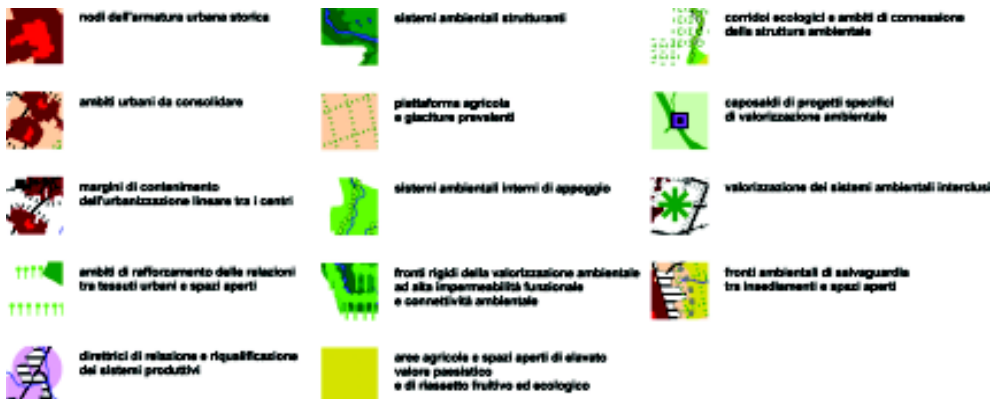 nodi dell'armatura urbana storica
sistemi ambientali strutturanti
corridoi ecologici e ambiti di connessione
della struttura ambientale
ambiti urbani da consolidare
piattaforma agricola
e giaciture prevalenti
caposaldi di progetti specifici
di valorizzazione ambientale
margini di contenimento
dell'urbanizzazione lineare tra i centri
sistemi ambientali interni di appoggio
valorizzazione dei sistemi ambientali interclusi
ambiti di rafforzamento delle relazioni
tra tessuti urbani e spazi aperti
fronti rigidi della valorizzazione ambientale
ad alta impermeabilità funzionale
e connettività ambientale
fronti ambientali di salvaguardia
tra insediamenti e spazi aperti
direttrici di relazione e riqualificazione
dei sistemi produttivi
aree agricole e spazi aperti di elevato
valore paesistico
e di riassetto fruitivo ed ecologico